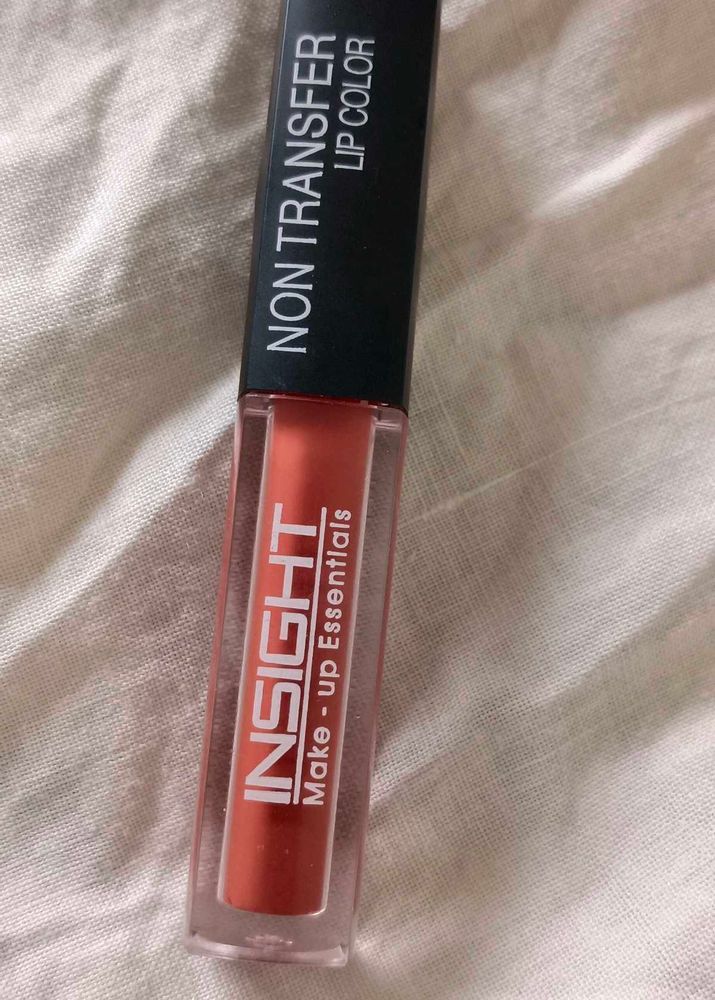 NON TRANSFER
LIP COLOR
INSIGHT
Make - up Essentials